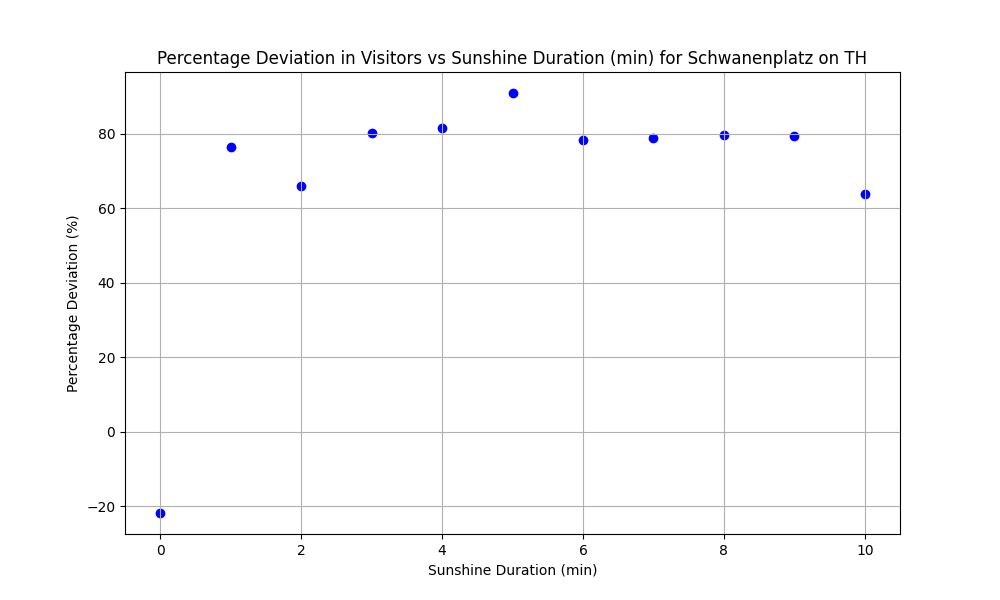 Percentage Deviation in Visitors vs Sunshine Duration (min) for Schwanenplatz on TH
Percentage Deviation (%)
80
60
40
20
0
−20
0 2 4 6 8 10
Sunshine Duration (min)